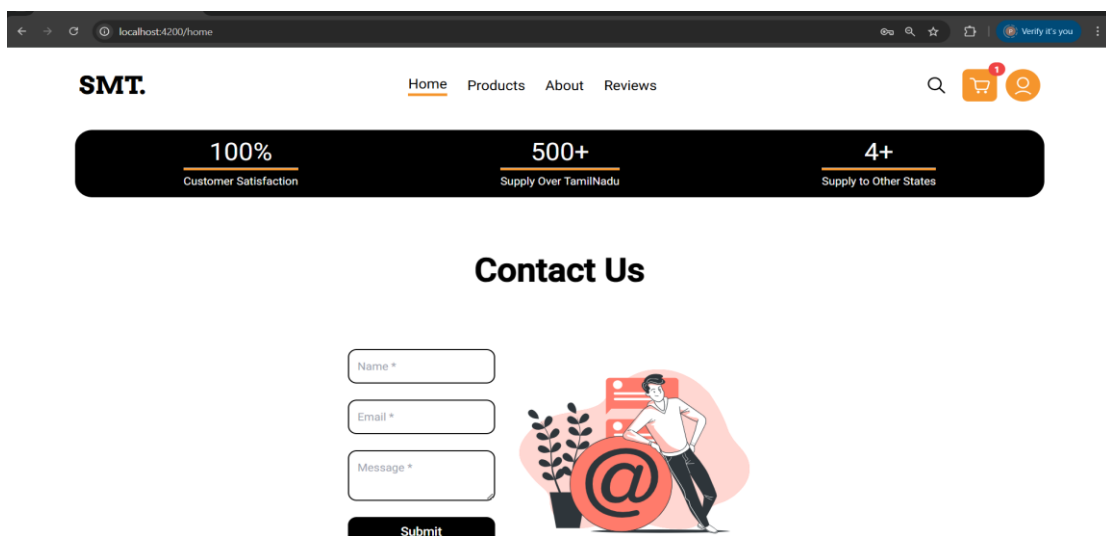 localhost:4200/home
Verify it's you
SMT.
Home Products About Reviews
1
100% 500+ 4+
Customer Satisfaction Supply Over TamilNadu Supply to Other States
Contact Us
Name *
Email *
Message *
@
Submit